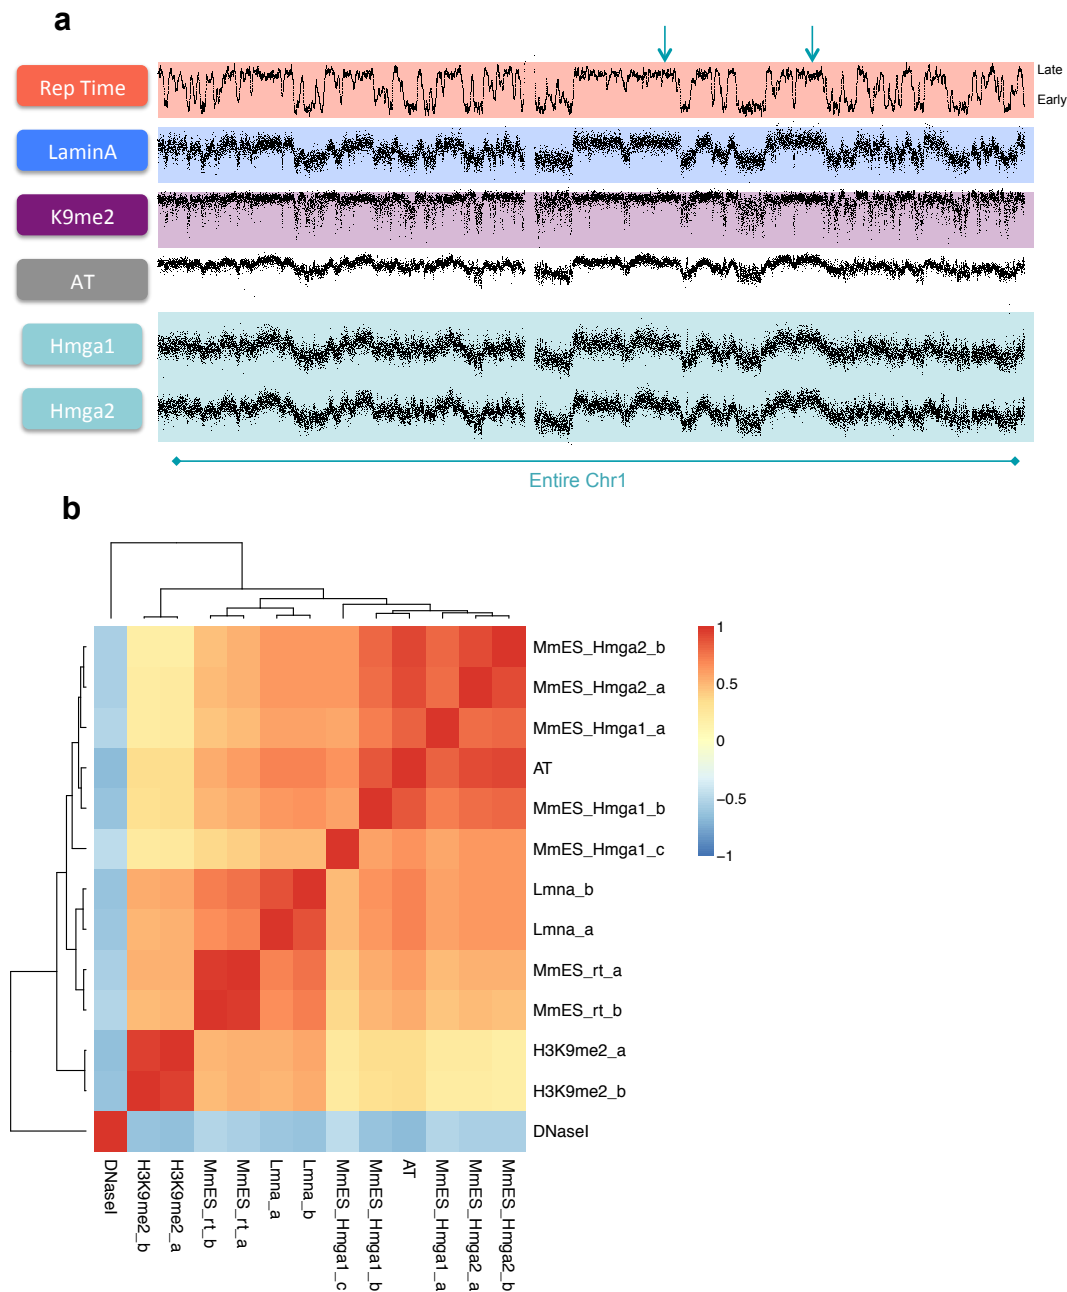 a
Rep Time
Late
Early
LaminA
K9me2
AT
Hmga1
Hmga2
Entire Chr1
b
MmES_Hmga2_b
MmES_Hmga2_a
MmES_Hmga1_a
AT
MmES_Hmga1_b
MmES_Hmga1_c
Lmna_b
Lmna_a
MmES_rt_a
MmES_rt_b
H3K9me2_a
H3K9me2_b
DNaseI
1
0.5
0
−0.5
−1
DNaseI
H3K9me2_b
H3K9me2_a
MmES_rt_b
MmES_rt_a
Lmna_a
Lmna_b
MmES_Hmga1_c
MmES_Hmga1_b
AT
MmES_Hmga1_a
MmES_Hmga2_a
MmES_Hmga2_b